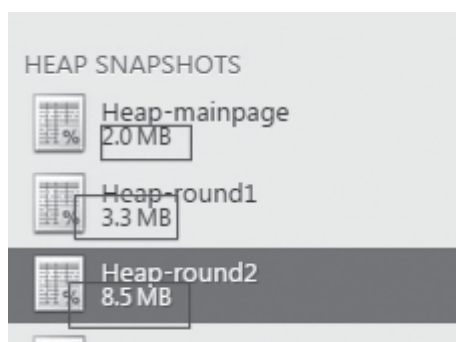 HEAP SNAPSHOTS
Heap-mainpage
% 2.0 MB
Heap-round1
% 3.3 MB
Heap-round2
% 8.5 MB